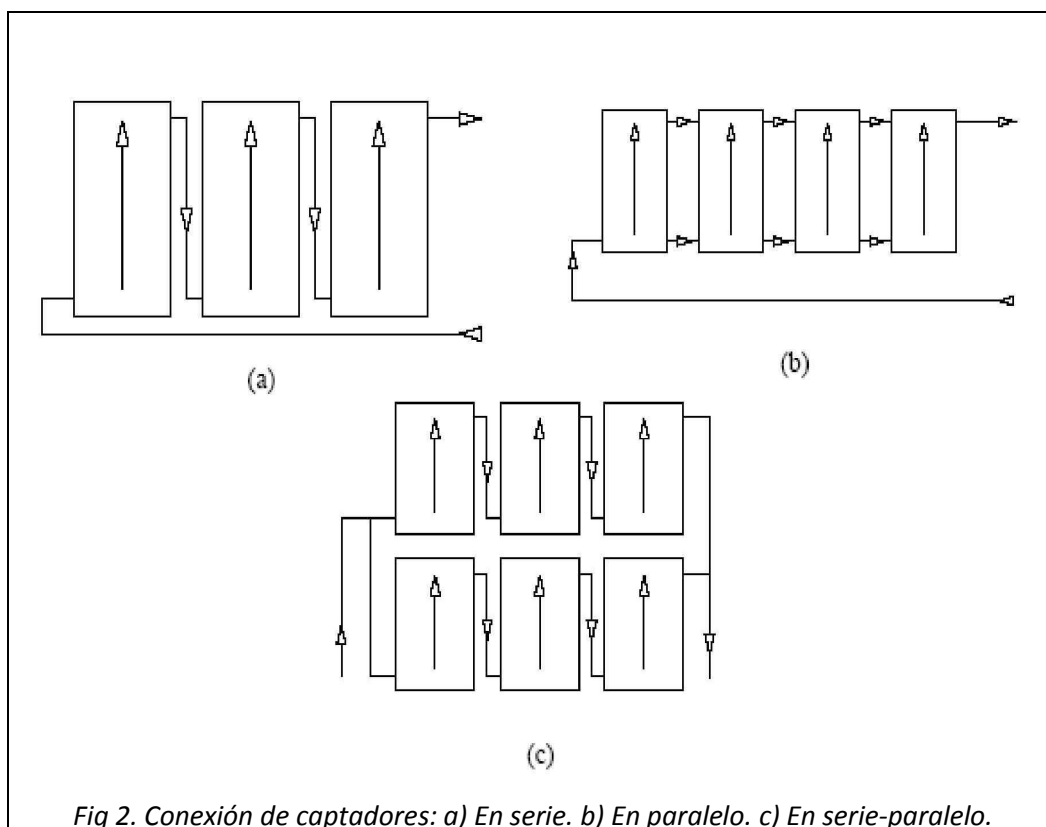 (a)
(b)
(c)
Fig 2. Conexión de captadores: a) En serie. b) En paralelo. c) En serie-paralelo.